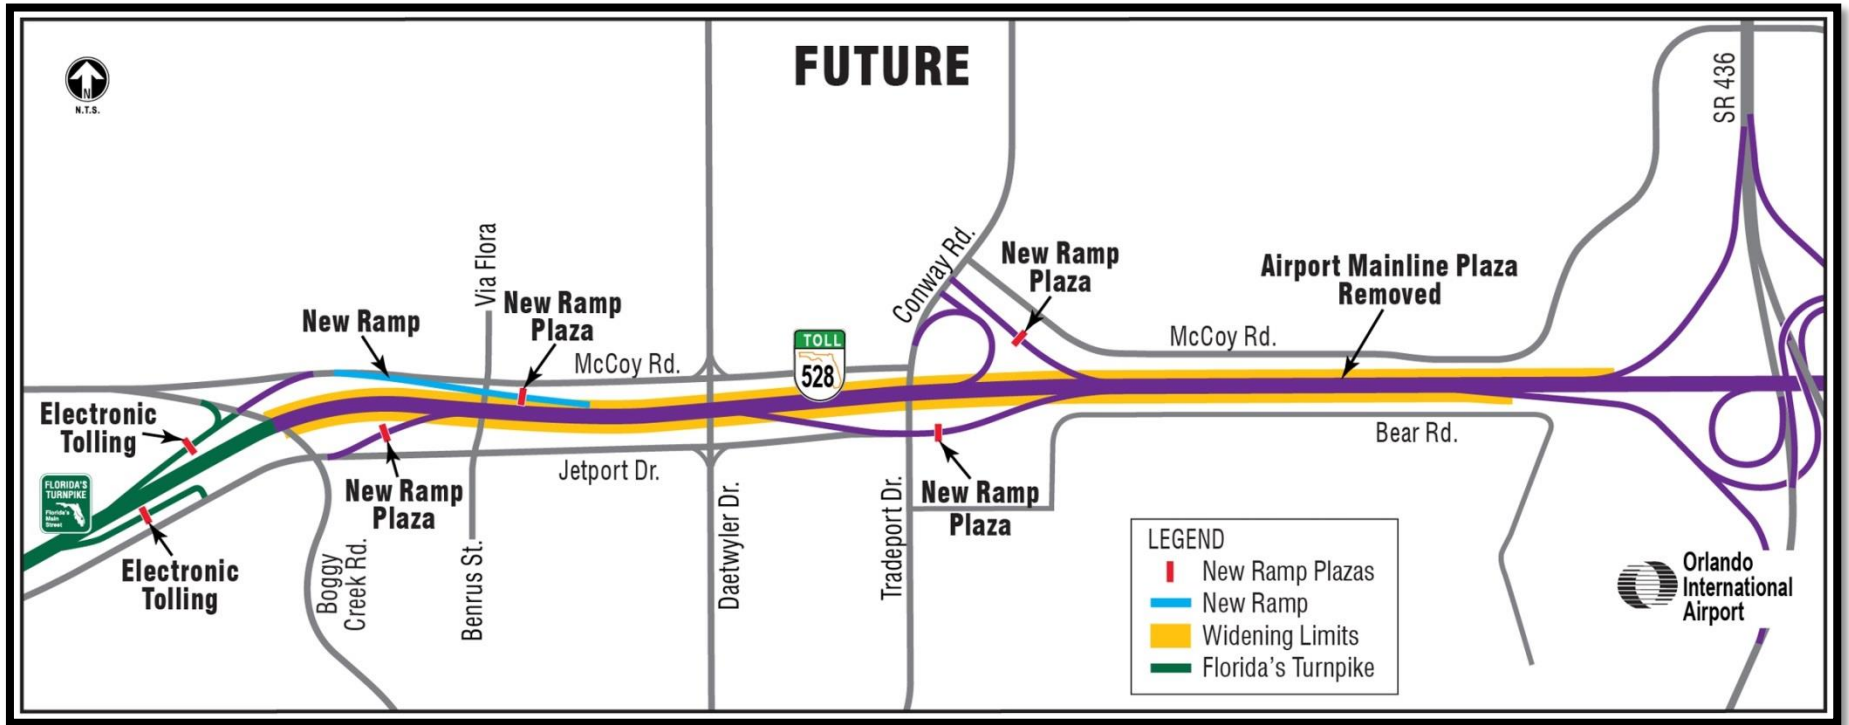 FUTURE
N
N.T.S.
SR 436
Via Flora
Conway Rd.
New Ramp
Plaza
Airport Mainline Plaza
Removed
New Ramp
New Ramp
Plaza
McCoy Rd.
TOLL
528
McCoy Rd.
Electronic
Tolling
Bear Rd.
Jetport Dr.
FLORIDA'S
TURNPIKE
Florida's
Main
Street
New Ramp
Plaza
New Ramp
Plaza
Electronic
Tolling
Boggy
Creek Rd.
Benrus St.
Daetwyler Dr.
Tradeport Dr.
LEGEND
New Ramp Plazas
New Ramp
Widening Limits
Florida's Turnpike
Orlando
International
Airport